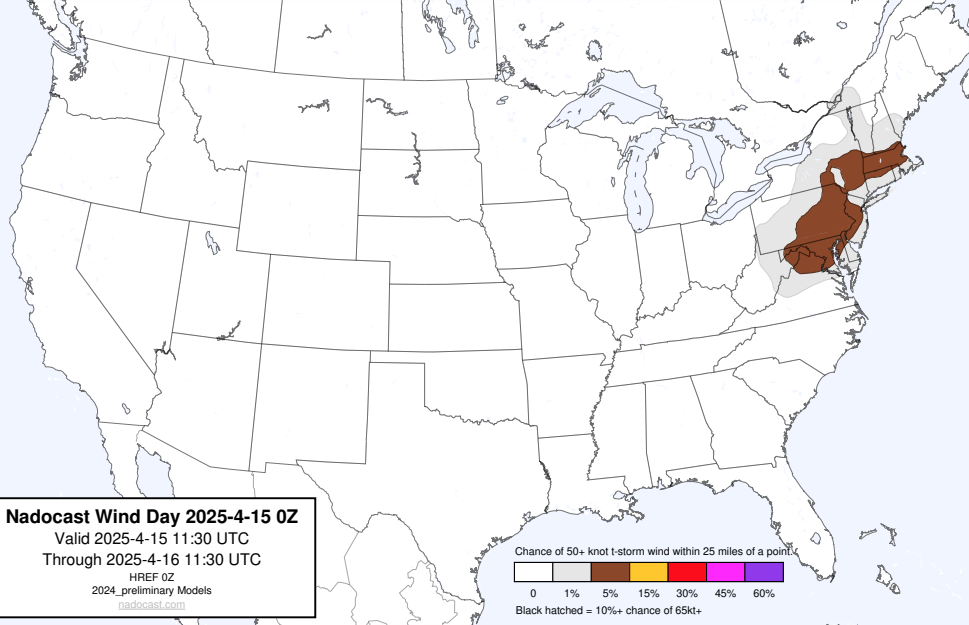 Nadocast Wind Day 2025-4-15 0Z
Valid 2025-4-15 11:30 UTC
Through 2025-4-16 11:30 UTC
HREF 0Z
2024_preliminary Models
nadocast.com
Chance of 50+ knot t-storm wind within 25 miles of a point.
0 1% 5% 15% 30% 45% 60%
Black hatched = 10%+ chance of 65kt+